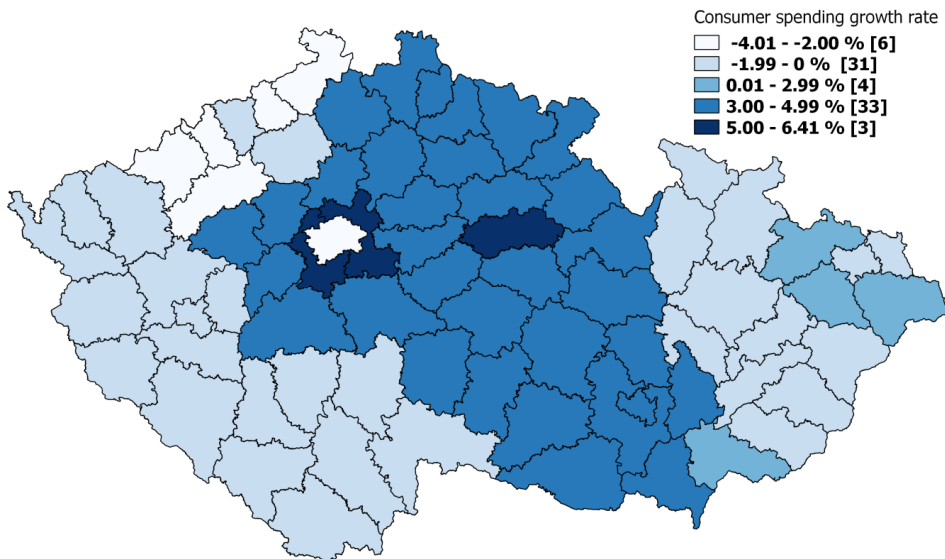 Consumer spending growth rate
-4.01 - -2.00 % [6]
-1.99 - 0 % [31]
0.01 - 2.99 % [4]
3.00 - 4.99 % [33]
5.00 - 6.41 % [3]